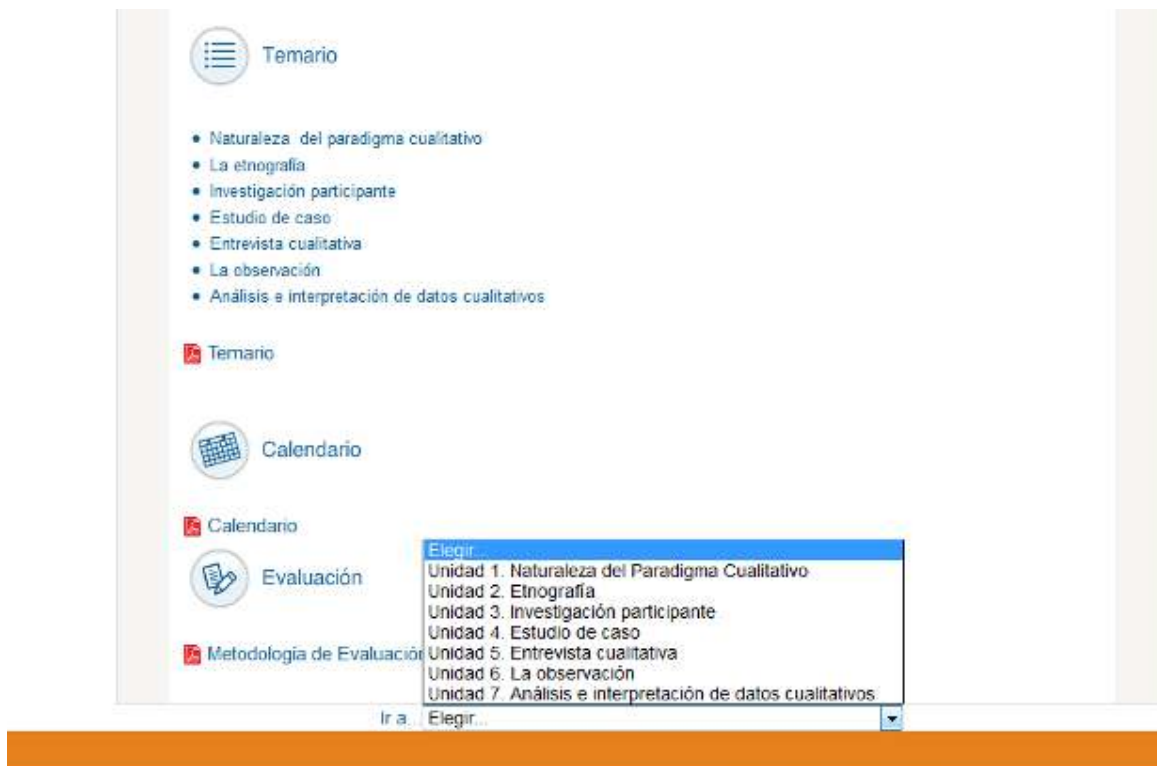 Temario
Naturaleza del paradigma cualitativo
La etnografía
Investigación participante
Estudio de caso
Entrevista cualitativa
La observación
Análisis e interpretación de datos cualitativos
Temario
Calendario
Calendario
Evaluación
Metodología de Evaluación
Elegir...
Unidad 1. Naturaleza del Paradigma Cualitativo
Unidad 2. Etnografía
Unidad 3. Investigación participante
Unidad 4. Estudio de caso
Unidad 5. Entrevista cualitativa
Unidad 6. La observación
Unidad 7. Análisis e interpretación de datos cualitativos
Ir a... Elegir...